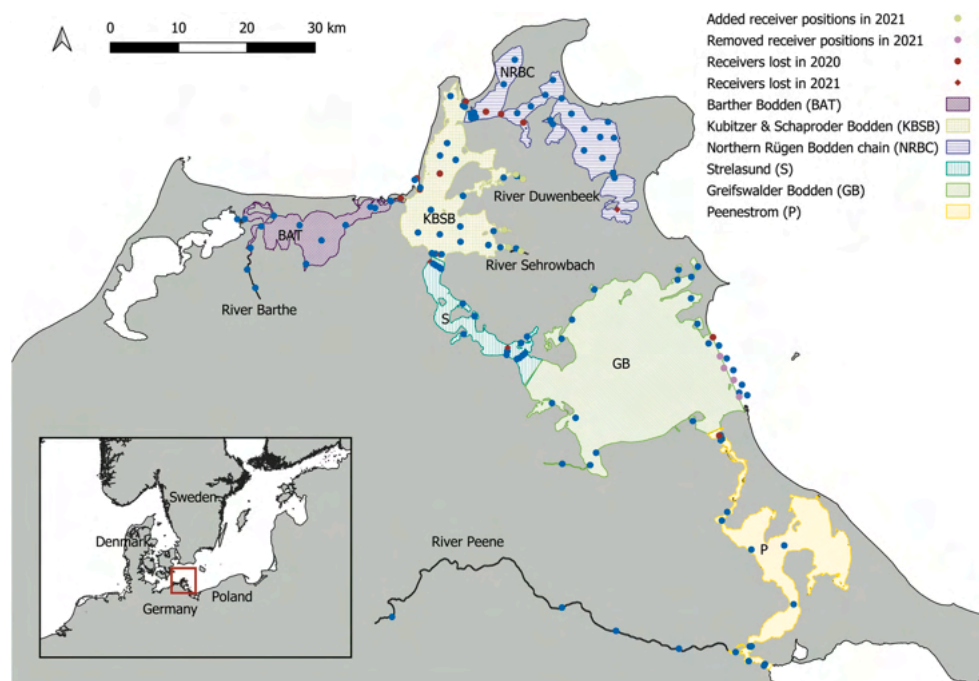 0 10 20 30 km
Added receiver positions in 2021
Removed receiver positions in 2021
Receivers lost in 2020
Receivers lost in 2021
Barther Bodden (BAT)
Kubitzer & Schaproder Bodden (KBSB)
Northern Rügen Bodden chain (NRBC)
Strelasund (S)
Greifswalder Bodden (GB)
Peenestrom (P)
NRBC
River Duwenbeek
KBSB
BAT
River Sehrowbach
River Barthe
S
GB
Sweden
Denmark
River Peene
P
Poland
Germany